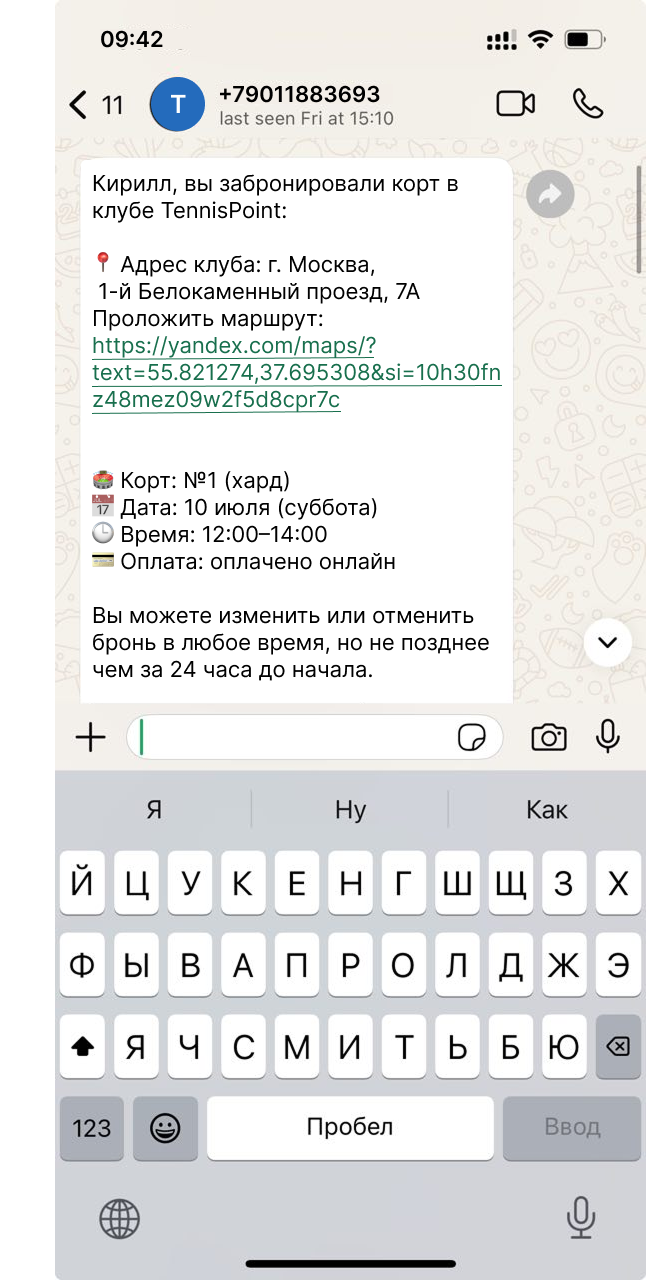 09:42
11
T
+79011883693
last seen Fri at 15:10
Кирилл, вы забронировали корт в
клубе TennisPoint:
📍 Адрес клуба: г. Москва,
1-й Белокаменный проезд, 7А
Проложить маршрут:
https://yandex.com/maps/?
text=55.821274,37.695308&si=10h30fn
z48mez09w2f5d8cpr7c
🏟 Корт: №1 (хард)
📅 Дата: 10 июля (суббота)
🕒 Время: 12:00–14:00
💳 Оплата: оплачено онлайн
Вы можете изменить или отменить
бронь в любое время, но не позднее
чем за 24 часа до начала.
Я Ну Как
Й Ц У К Е Н Г Ш Щ З Х
Ф Ы В А П Р О Л Д Ж Э
Я Ч С М И Т Ь Б Ю
123 Пробел Ввод